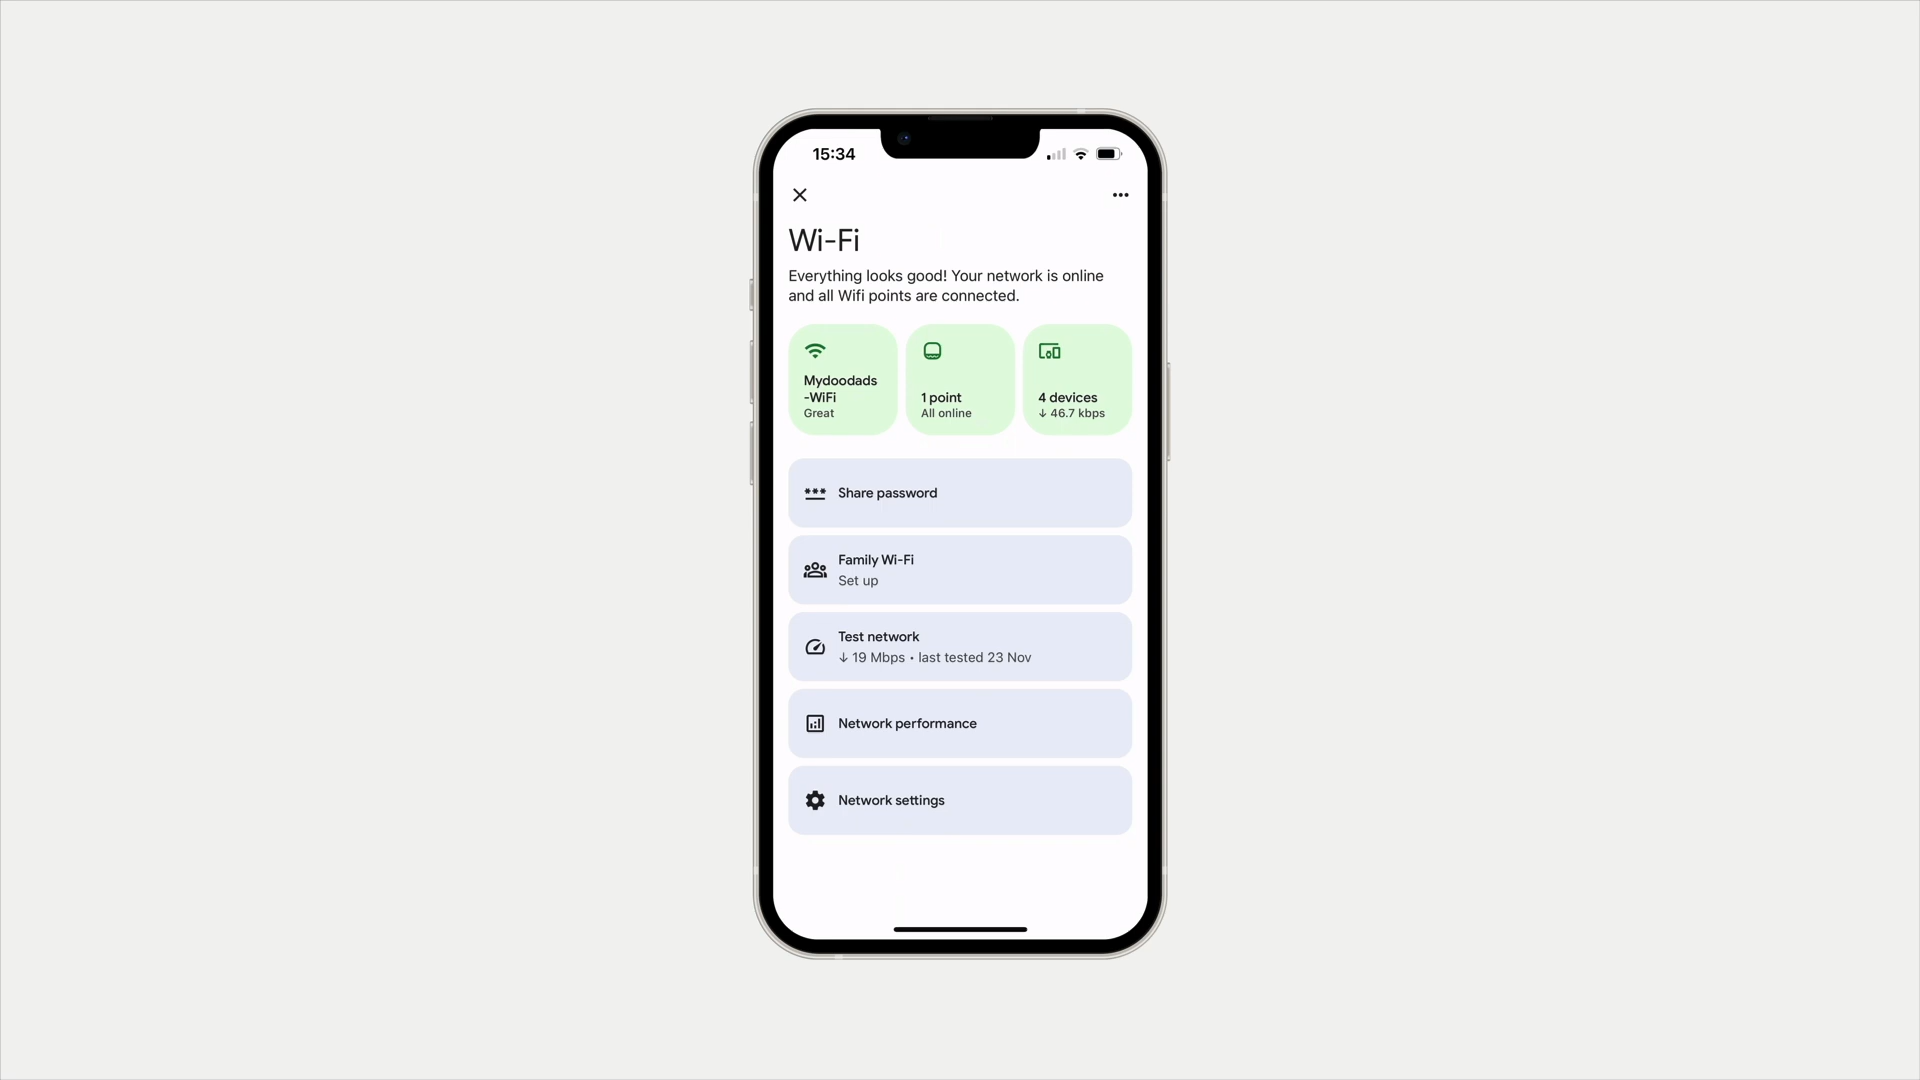 15:34
Wi-Fi
Everything looks good! Your network is online
and all Wifi points are connected.
Mydoodads
-WiFi
Great
1 point
All online
4 devices
↓ 46.7 kbps
Share password
Family Wi-Fi
Set up
Test network
↓ 19 Mbps • last tested 23 Nov
Network performance
Network settings